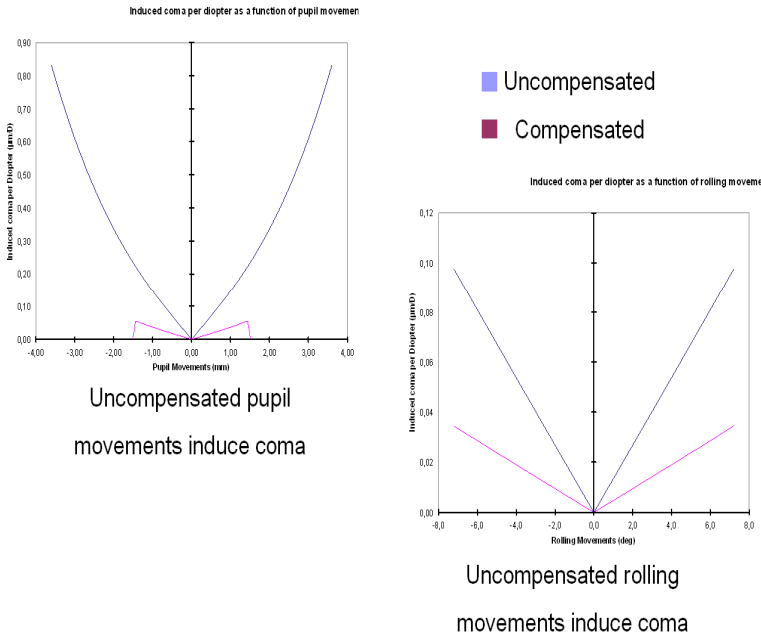 Induced coma per diopter as a function of pupil movemen
0,90
0,80
0,70
0,60
0,50
0,40
0,30
0,20
0,10
0,00
Induced coma per Diopter (µm/D)
-4,00 -3,00 -2,00 -1,00 0,00 1,00 2,00 3,00 4,00
Pupil Movements (mm)
Uncompensated pupil
movements induce coma
Uncompensated
Compensated
Induced coma per diopter as a function of rolling moveme
0,12
0,10
0,08
0,06
0,04
0,02
0,00
Induced coma per Diopter (µm/D)
-8,0 -6,0 -4,0 -2,0 0,0 2,0 4,0 6,0 8,0
Rolling Movements (deg)
Uncompensated rolling
movements induce coma